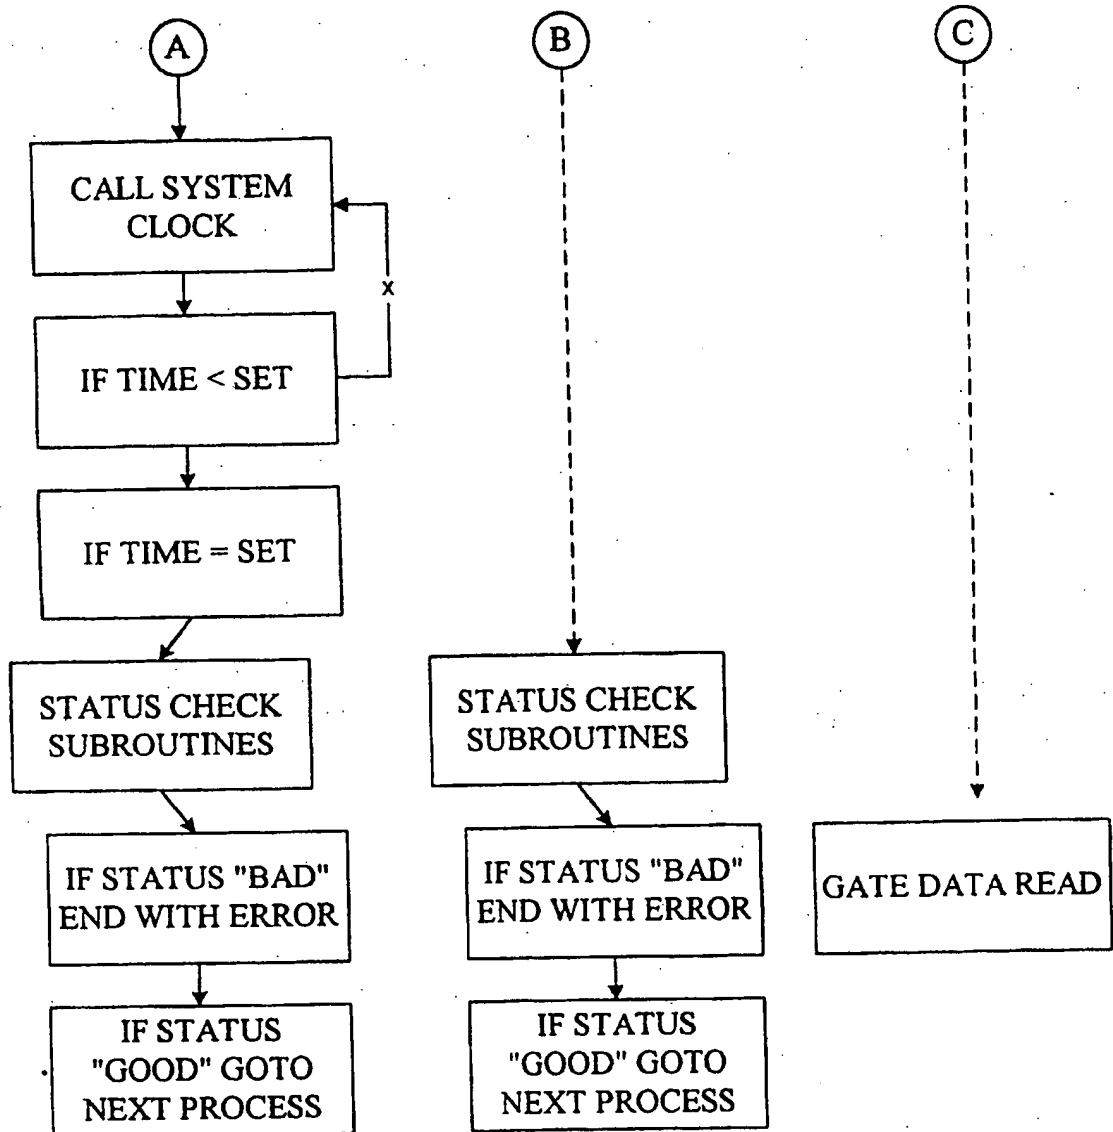 A
B
C
CALL SYSTEM
CLOCK
x
IF TIME < SET
IF TIME = SET
STATUS CHECK
SUBROUTINES
IF STATUS "BAD"
END WITH ERROR
IF STATUS
"GOOD" GOTO
NEXT PROCESS
STATUS CHECK
SUBROUTINES
IF STATUS "BAD"
END WITH ERROR
IF STATUS
"GOOD" GOTO
NEXT PROCESS
GATE DATA READ